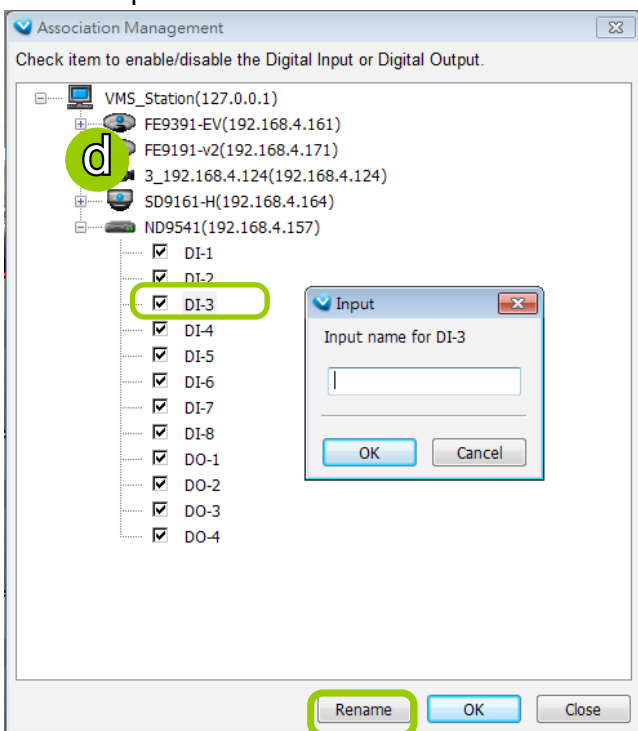 Association Management
Check item to enable/disable the Digital Input or Digital Output.
VMS_Station(127.0.0.1)
FE9391-EV(192.168.4.161)
d
FE9191-v2(192.168.4.171)
3_192.168.4.124(192.168.4.124)
SD9161-H(192.168.4.164)
ND9541(192.168.4.157)
DI-1
DI-2
DI-3
DI-4
DI-5
DI-6
DI-7
DI-8
DO-1
DO-2
DO-3
DO-4
Input
Input name for DI-3
OK Cancel
Rename OK Close